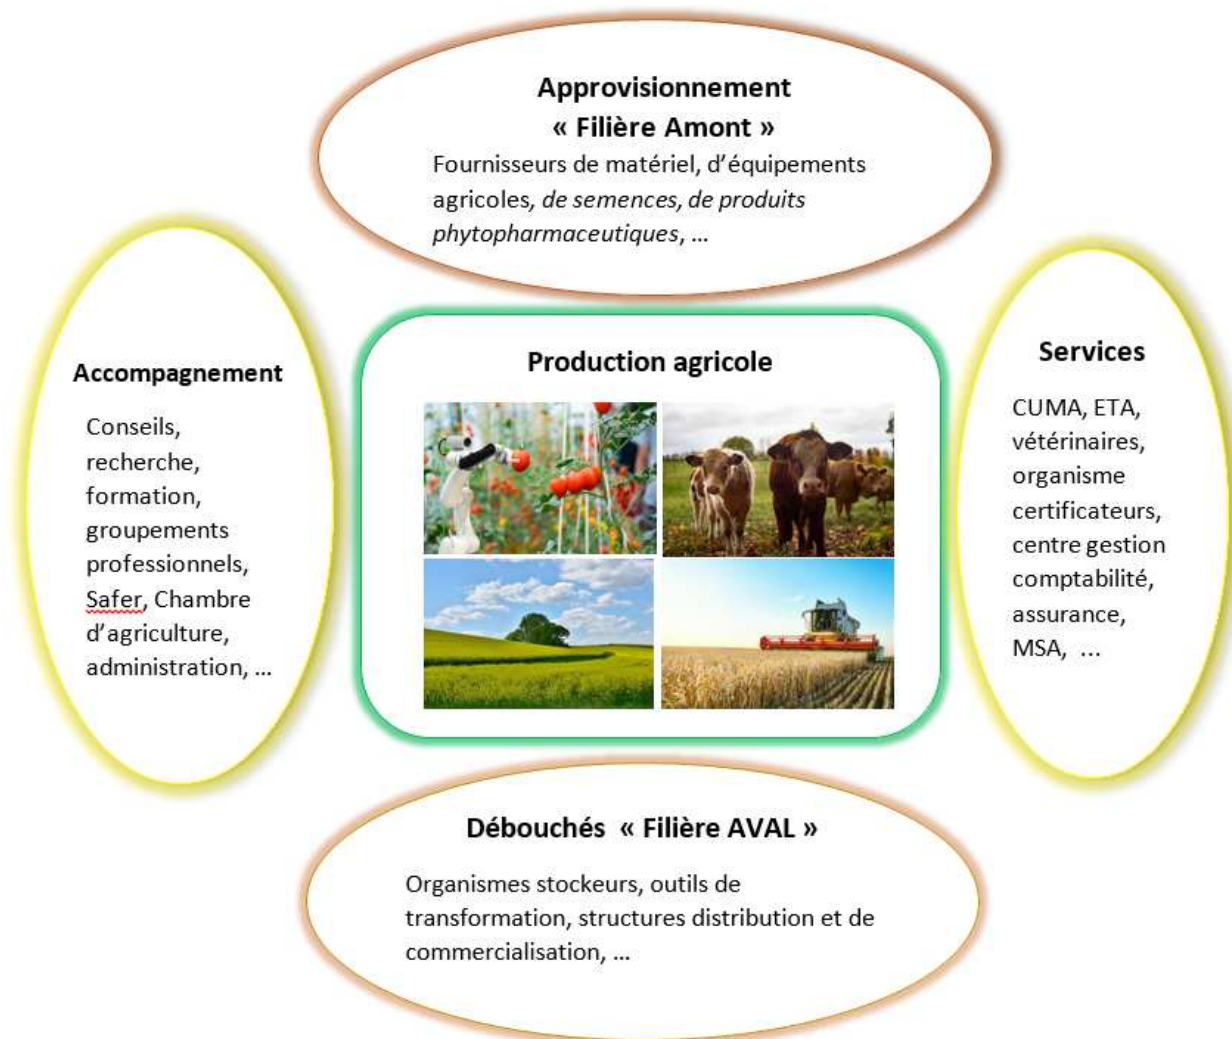 Approvisionnement
« Filière Amont »
Fournisseurs de matériel, d’équipements
agricoles, de semences, de produits
phytopharmaceutiques, …
Accompagnement
Conseils,
recherche,
formation,
groupements
professionnels,
Safer, Chambre
d’agriculture,
administration, …
Production agricole
Services
CUMA, ETA,
vétérinaires,
organisme
certificateurs,
centre gestion
comptabilité,
assurance,
MSA, ...
Débouchés « Filière AVAL »
Organismes stockeurs, outils de
transformation, structures distribution et de
commercialisation, …